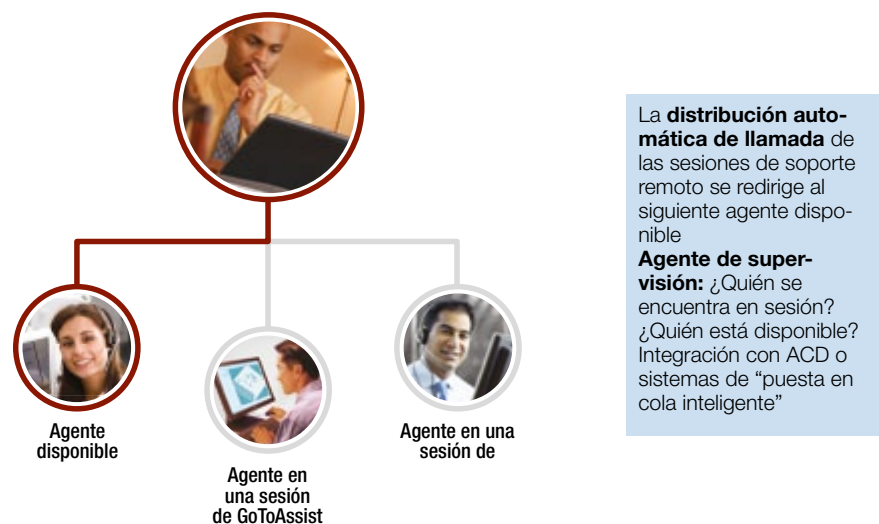 Agente
disponible
Agente en
una sesión
de GoToAssist
Agente en una
sesión de
La distribución auto-
mática de llamada de
las sesiones de soporte
remoto se redirige al
siguiente agente dispo-
nible
Agente de super-
visión: ¿Quién se
encuentra en sesión?
¿Quién está disponible?
Integración con ACD o
sistemas de “puesta en
cola inteligente”